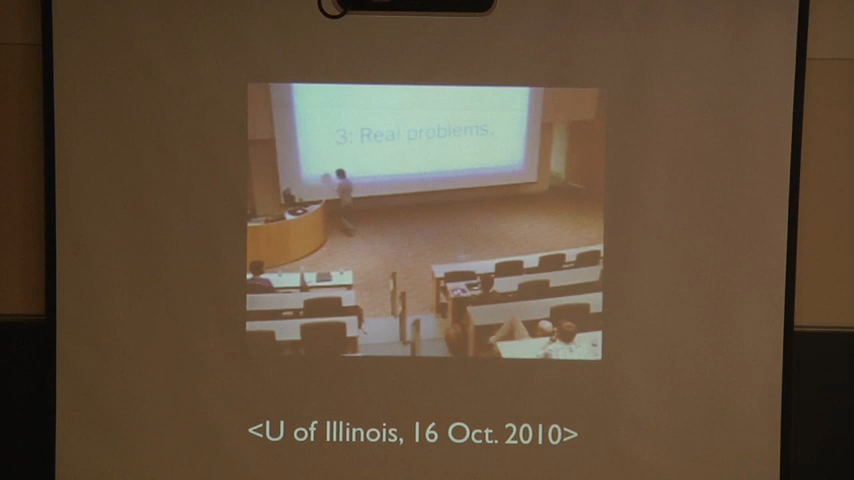 3: Real problems.
<U of Illinois, 16 Oct. 2010>